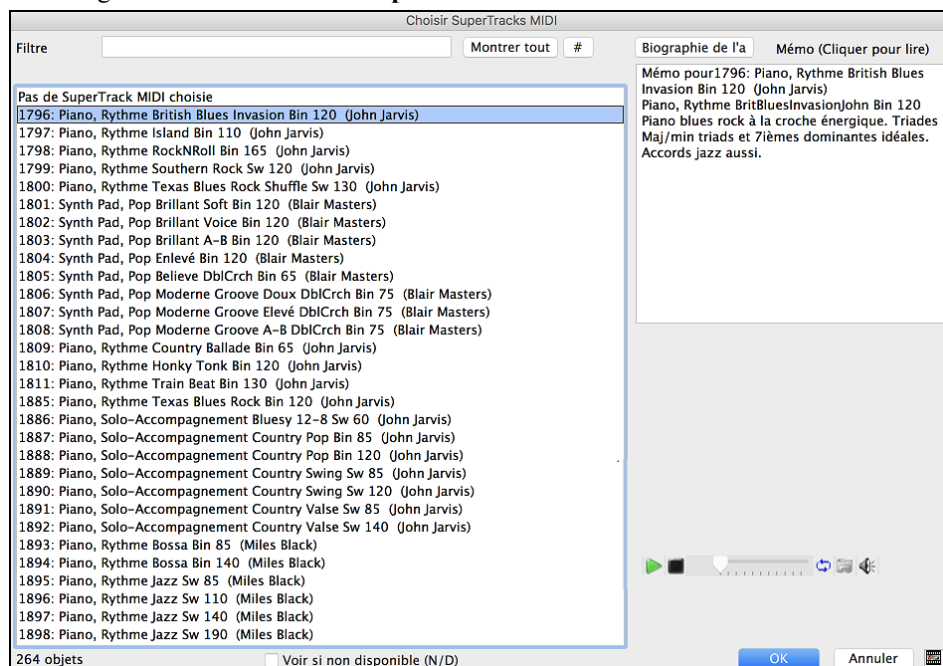 Choisir SuperTracks MIDI
Filtre
Montrer tout
#
Biographie de l'a
Mémo (Cliquer pour lire)
Pas de SuperTrack MIDI choisie
1796: Piano, Rythme British Blues Invasion Bin 120 (John Jarvis)
1797: Piano, Rythme Island Bin 110 (John Jarvis)
1798: Piano, Rythme RockNRoll Bin 165 (John Jarvis)
1799: Piano, Rythme Southern Rock Sw 120 (John Jarvis)
1800: Piano, Rythme Texas Blues Rock Shuffle Sw 130 (John Jarvis)
1801: Synth Pad, Pop Brillant Soft Bin 120 (Blair Masters)
1802: Synth Pad, Pop Brillant Voice Bin 120 (Blair Masters)
1803: Synth Pad, Pop Brillant A-B Bin 120 (Blair Masters)
1804: Synth Pad, Pop Enlevé Bin 120 (Blair Masters)
1805: Synth Pad, Pop Believe DblCrch Bin 65 (Blair Masters)
1806: Synth Pad, Pop Moderne Groove Doux DblCrch Bin 75 (Blair Masters)
1807: Synth Pad, Pop Moderne Groove Elevé DblCrch Bin 75 (Blair Masters)
1808: Synth Pad, Pop Moderne Groove A-B DblCrch Bin 75 (Blair Masters)
1809: Piano, Rythme Country Ballade Bin 65 (John Jarvis)
1810: Piano, Rythme Honky Tonk Bin 120 (John Jarvis)
1811: Piano, Rythme Train Beat Bin 130 (John Jarvis)
1885: Piano, Rythme Texas Blues Rock Bin 120 (John Jarvis)
1886: Piano, Solo-Accompagnement Bluesy 12-8 Sw 60 (John Jarvis)
1887: Piano, Solo-Accompagnement Country Pop Bin 85 (John Jarvis)
1888: Piano, Solo-Accompagnement Country Pop Bin 120 (John Jarvis)
1889: Piano, Solo-Accompagnement Country Swing Sw 85 (John Jarvis)
1890: Piano, Solo-Accompagnement Country Swing Sw 120 (John Jarvis)
1891: Piano, Solo-Accompagnement Country Valse Sw 85 (John Jarvis)
1892: Piano, Solo-Accompagnement Country Valse Sw 140 (John Jarvis)
1893: Piano, Rythme Bossa Bin 85 (Miles Black)
1894: Piano, Rythme Bossa Bin 140 (Miles Black)
1895: Piano, Rythme Jazz Sw 85 (Miles Black)
1896: Piano, Rythme Jazz Sw 110 (Miles Black)
1897: Piano, Rythme Jazz Sw 140 (Miles Black)
1898: Piano, Rythme Jazz Sw 190 (Miles Black)
Mémo pour1796: Piano, Rythme British Blues
Invasion Bin 120 (John Jarvis)
Piano, Rythme BritBluesInvasionJohn Bin 120
Piano blues rock à la croche énergique. Triades
Maj/min triads et 7ièmes dominantes idéales.
Accords jazz aussi.
264 objets
Voir si non disponible (N/D)
OK
Annuler